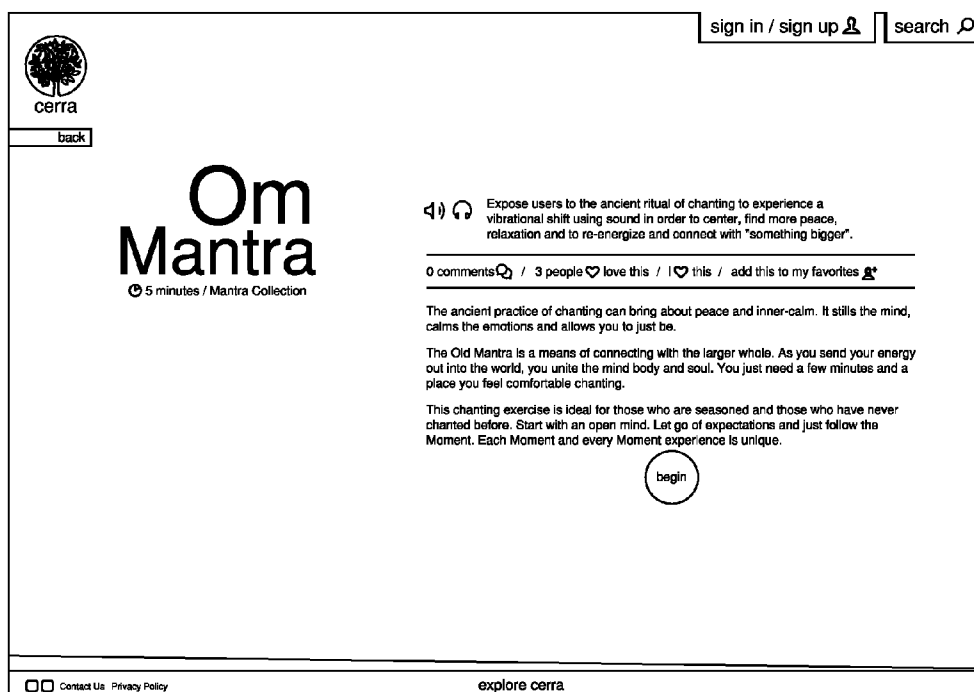 sign in / sign up
search
cerra
back
Om
Mantra
5 minutes / Mantra Collection
Expose users to the ancient ritual of chanting to experience a
vibrational shift using sound in order to center, find more peace,
relaxation and to re-energize and connect with "something bigger".
0 comments / 3 people love this / I this / add this to my favorites
The ancient practice of chanting can bring about peace and inner-calm. It stills the mind,
calms the emotions and allows you to just be.
The Old Mantra is a means of connecting with the larger whole. As you send your energy
out into the world, you unite the mind body and soul. You just need a few minutes and a
place you feel comfortable chanting.
This chanting exercise is ideal for those who are seasoned and those who have never
chanted before. Start with an open mind. Let go of expectations and just follow the
Moment. Each Moment and every Moment experience is unique.
begin
Contact Us Privacy Policy
explore cerra